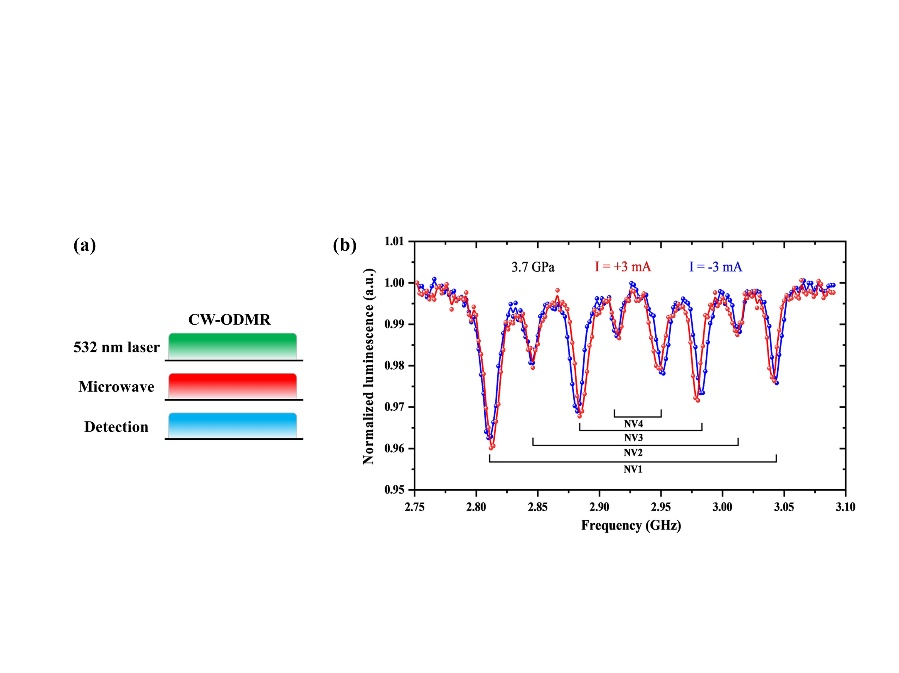 (a)
CW-ODMR
532 nm laser
Microwave
Detection
(b)
Normalized luminescence (a.u.)
1.01
1.00
0.99
0.98
0.97
0.96
0.95
3.7 GPa I = +3 mA I = -3 mA
NV4
NV3
NV2
NV1
2.75 2.80 2.85 2.90 2.95 3.00 3.05 3.10
Frequency (GHz)